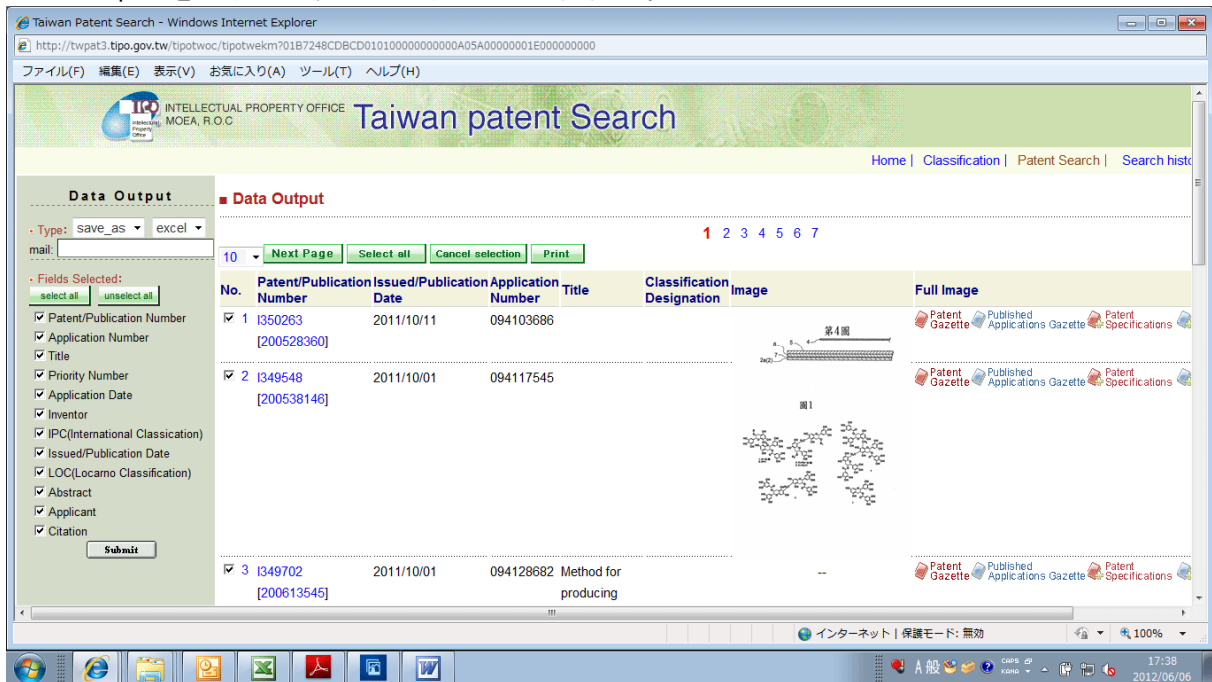 Taiwan Patent Search - Windows Internet Explorer
http://twpat3.tipo.gov.tw/tipotwoc/tipotwekm?01B7248CDBCD010100000000000A05A00000001E000000000
ファイル(F) 編集(E) 表示(V) お気に入り(A) ツール(T) ヘルプ(H)
INTELLECTUAL PROPERTY OFFICE
MOEA, R.O.C
Taiwan patent Search
Home | Classification | Patent Search | Search histo
Data Output
Type: save_as excel
mail:
Fields Selected:
select all unselect all
Patent/Publication Number
Application Number
Title
Priority Number
Application Date
Inventor
IPC(International Classication)
Issued/Publication Date
LOC(Locarno Classification)
Abstract
Applicant
Citation
Submit
Data Output
1 2 3 4 5 6 7
10 Next Page Select all Cancel selection Print
No. Patent/Publication Number Issued/Publication Date Application Number Title Classification Designation Image Full Image
1 I350263 2011/10/11 094103686
[200528360]
第4圖
Patent Gazette Published Applications Gazette Patent Specifications
2 I349548 2011/10/01 094117545
[200538146]
圖1
Patent Gazette Published Applications Gazette Patent Specifications
3 I349702 2011/10/01 094128682 Method for
[200613545] producing
--
Patent Gazette Published Applications Gazette Patent Specifications
インターネット | 保護モード: 無効 100%
A 般 CAPS KANA 17:38
2012/06/06